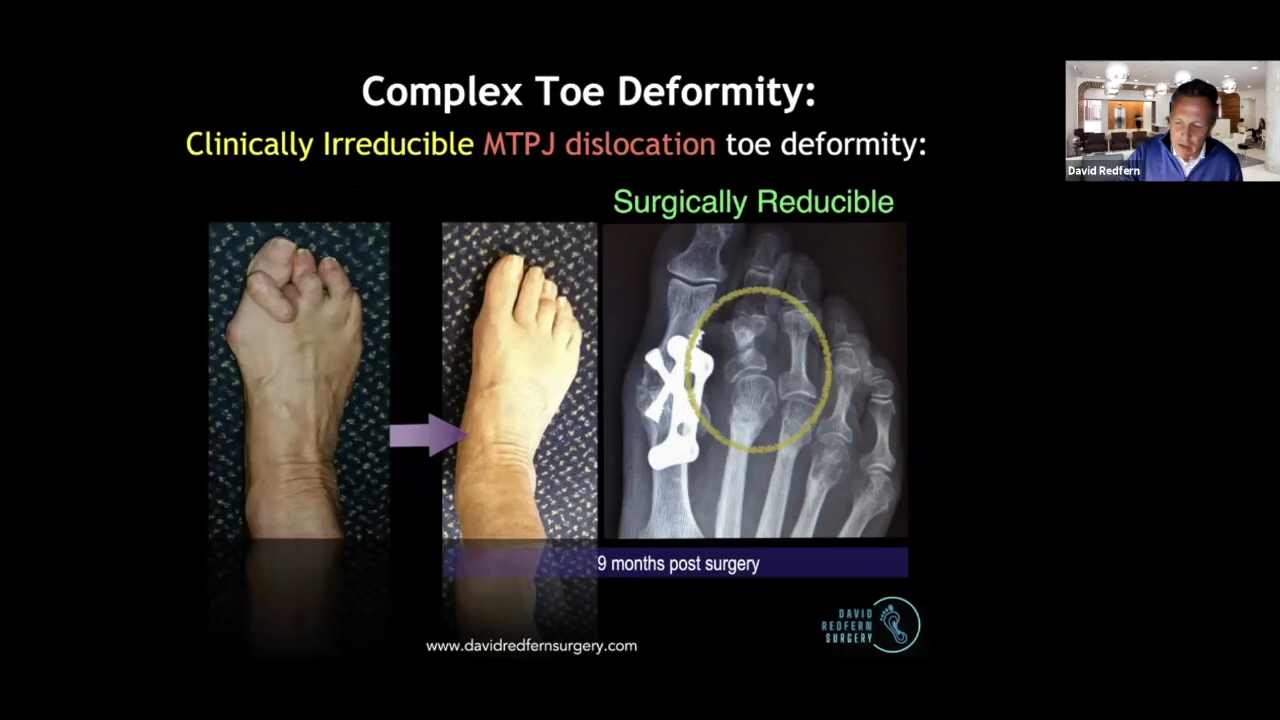 Complex Toe Deformity:
Clinically Irreducible MTPJ dislocation toe deformity:
David Redfern
Surgically Reducible
9 months post surgery
DAVID
REDFERN
SURGERY
www.davidredfernsurgery.com